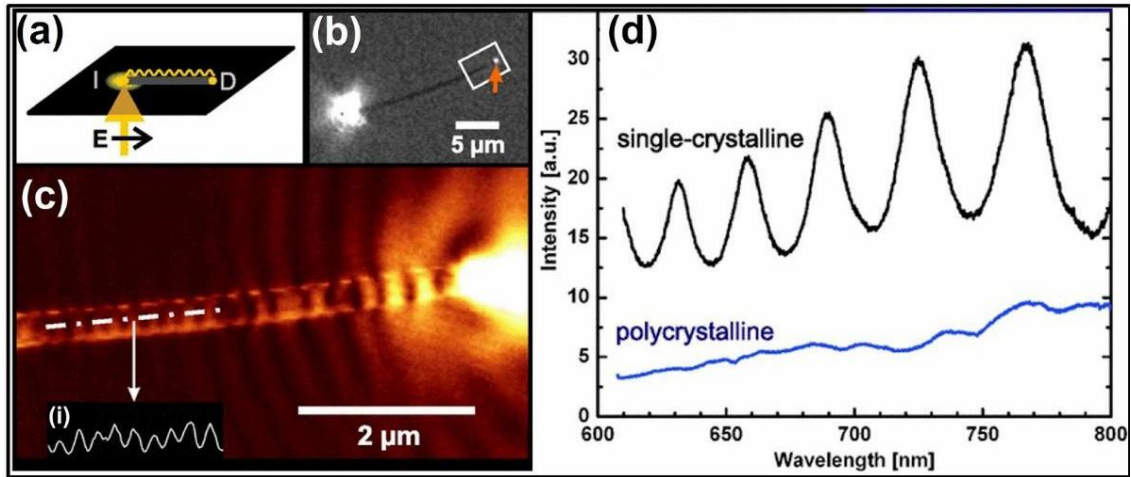 (a)
I
D
E
(b)
5 µm
(c)
2 µm
(i)
(d)
single-crystalline
polycrystalline
Intensity [a.u.]
30
25
20
15
10
5
0
600
650
700
750
800
Wavelength [nm]